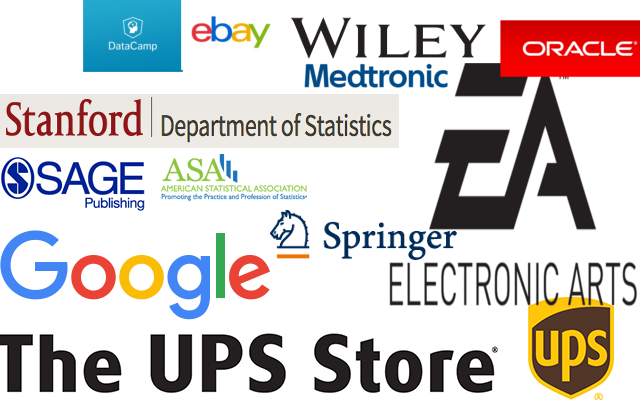 DataCamp
ebay
WILEY
ORACLE®
Medtronic
TM
EA
Stanford | Department of Statistics
SAGE
Publishing
ASA
AMERICAN STATISTICAL ASSOCIATION
Promoting the Practice and Profession of Statistics®
Springer
Google
ELECTRONIC ARTS
The UPS Store®
ups
®